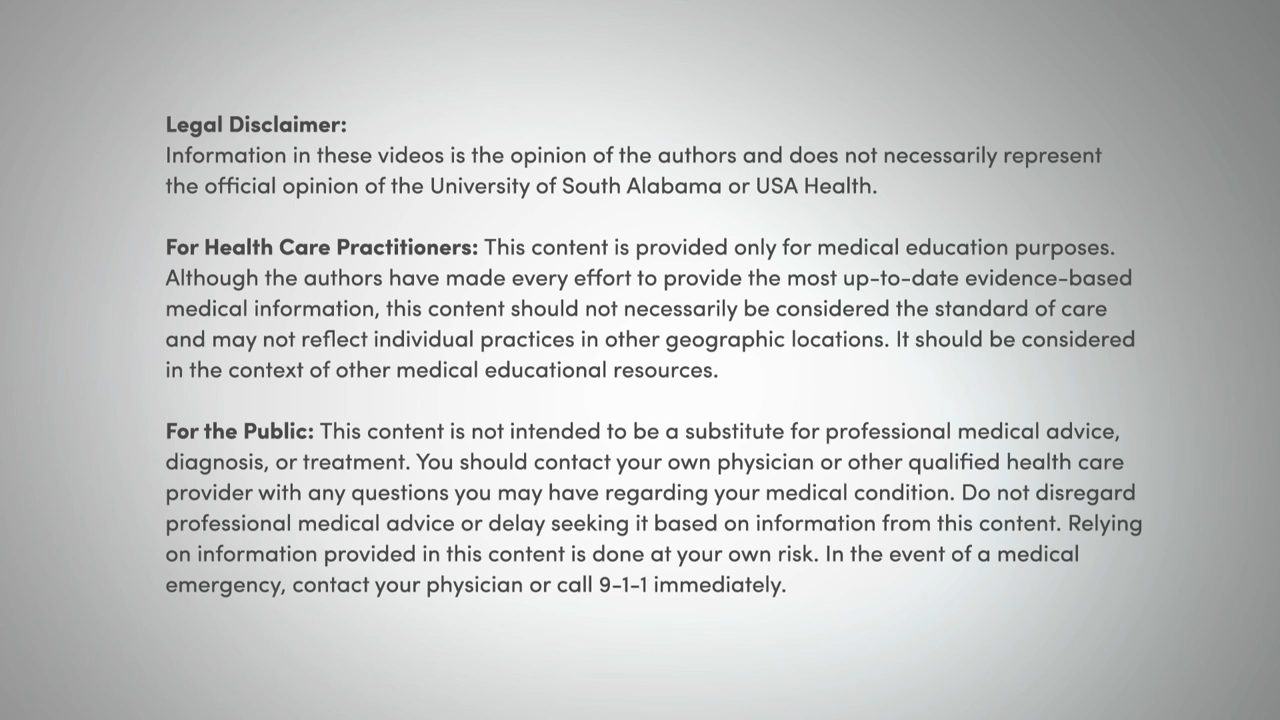 Legal Disclaimer:
Information in these videos is the opinion of the authors and does not necessarily represent
the official opinion of the University of South Alabama or USA Health.
For Health Care Practitioners: This content is provided only for medical education purposes.
Although the authors have made every effort to provide the most up-to-date evidence-based
medical information, this content should not necessarily be considered the standard of care
and may not reflect individual practices in other geographic locations. It should be considered
in the context of other medical educational resources.
For the Public: This content is not intended to be a substitute for professional medical advice,
diagnosis, or treatment. You should contact your own physician or other qualified health care
provider with any questions you may have regarding your medical condition. Do not disregard
professional medical advice or delay seeking it based on information from this content. Relying
on information provided in this content is done at your own risk. In the event of a medical
emergency, contact your physician or call 9-1-1 immediately.